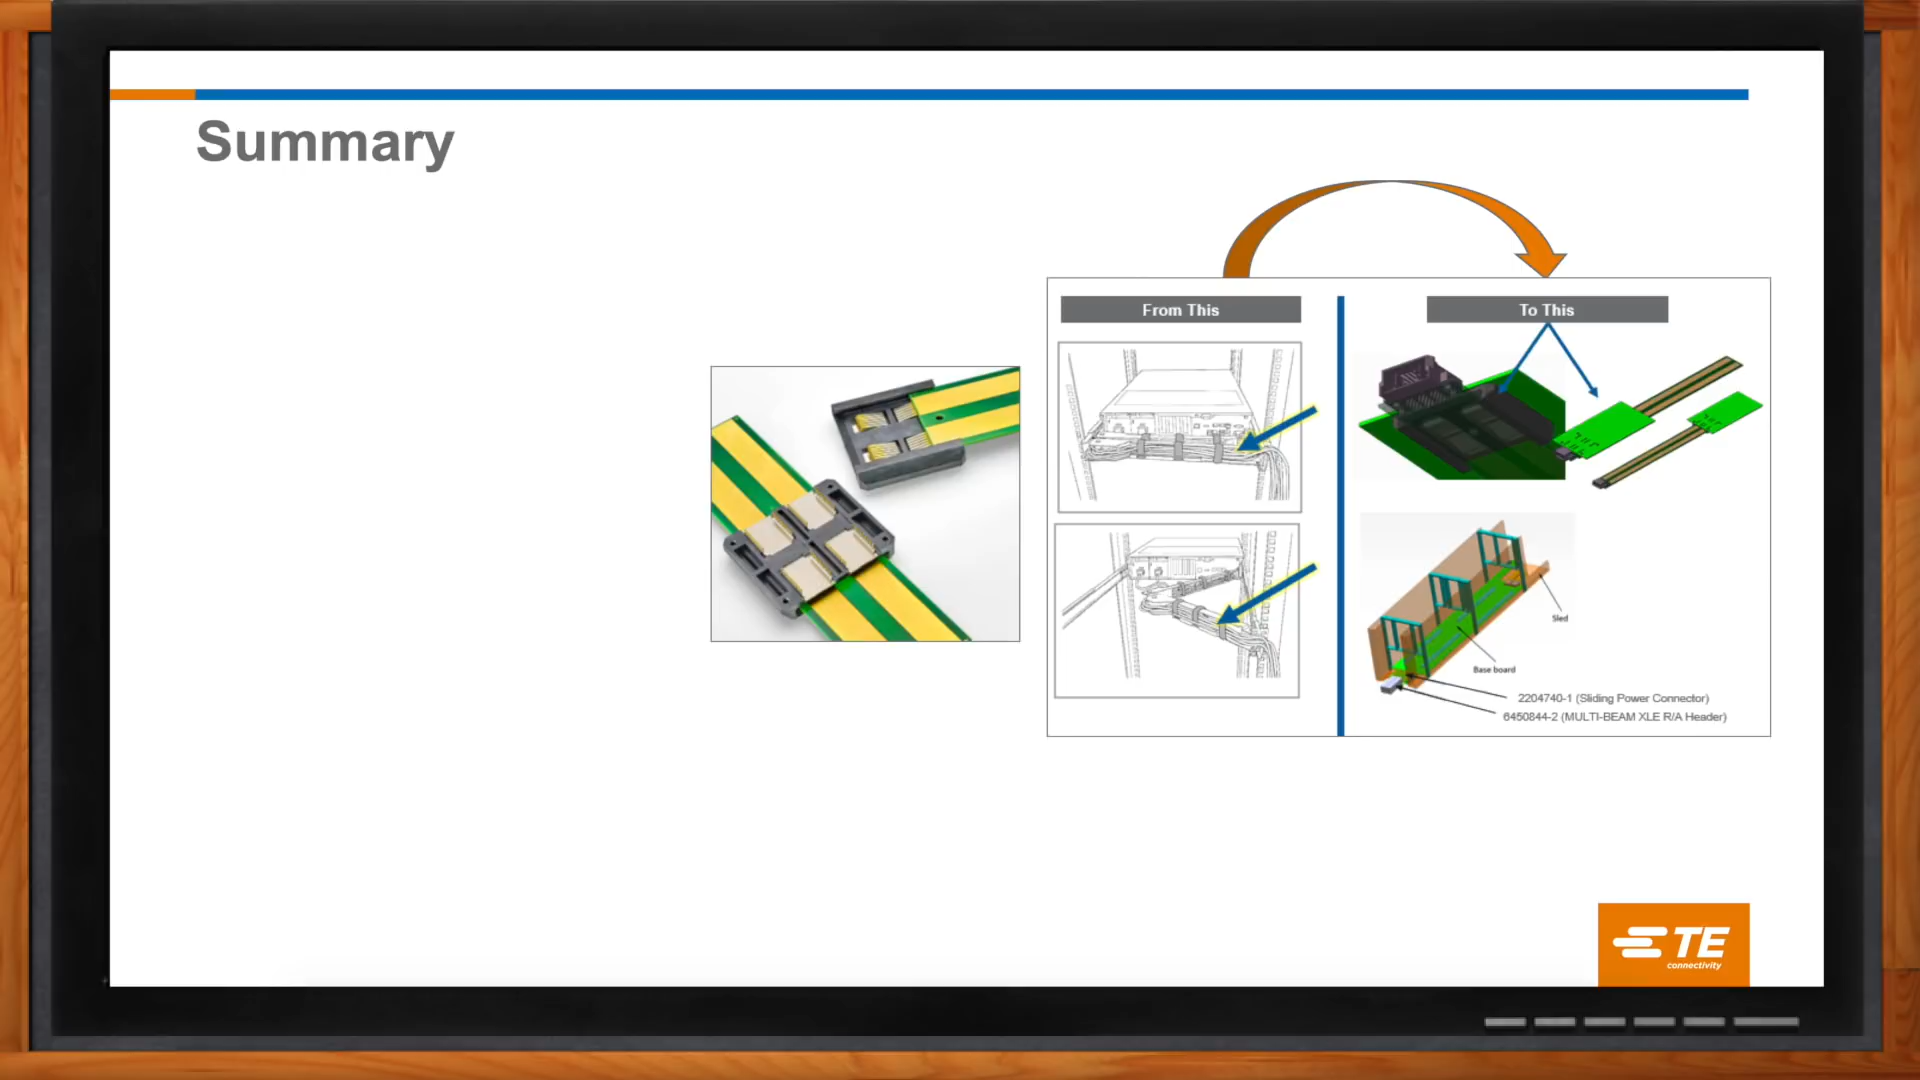 Summary
From This
To This
Sled
Base board
2204740-1 (Sliding Power Connector)
6450844-2 (MULTI-BEAM XLE R/A Header)
TE
connectivity